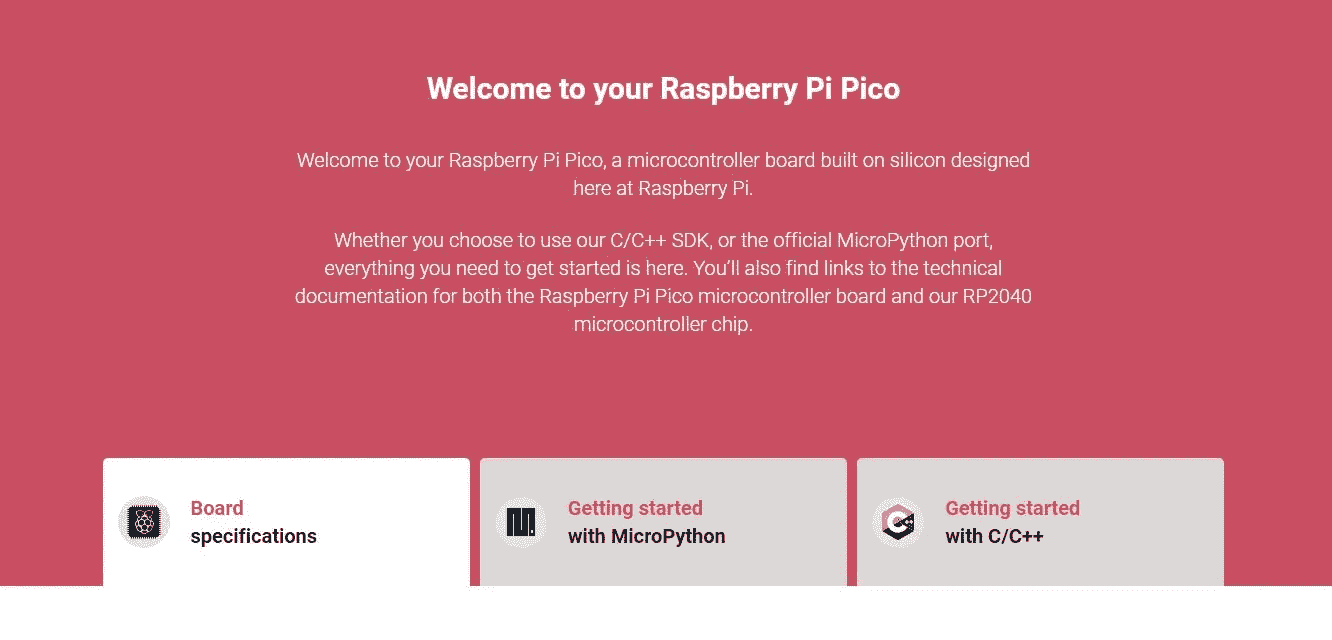 Welcome to your Raspberry Pi Pico
Welcome to your Raspberry Pi Pico, a microcontroller board built on silicon designed
here at Raspberry Pi.
Whether you choose to use our C/C++ SDK, or the official MicroPython port,
everything you need to get started is here. You’ll also find links to the technical
documentation for both the Raspberry Pi Pico microcontroller board and our RP2040
microcontroller chip.
Board
specifications
Getting started
with MicroPython
Getting started
with C/C++